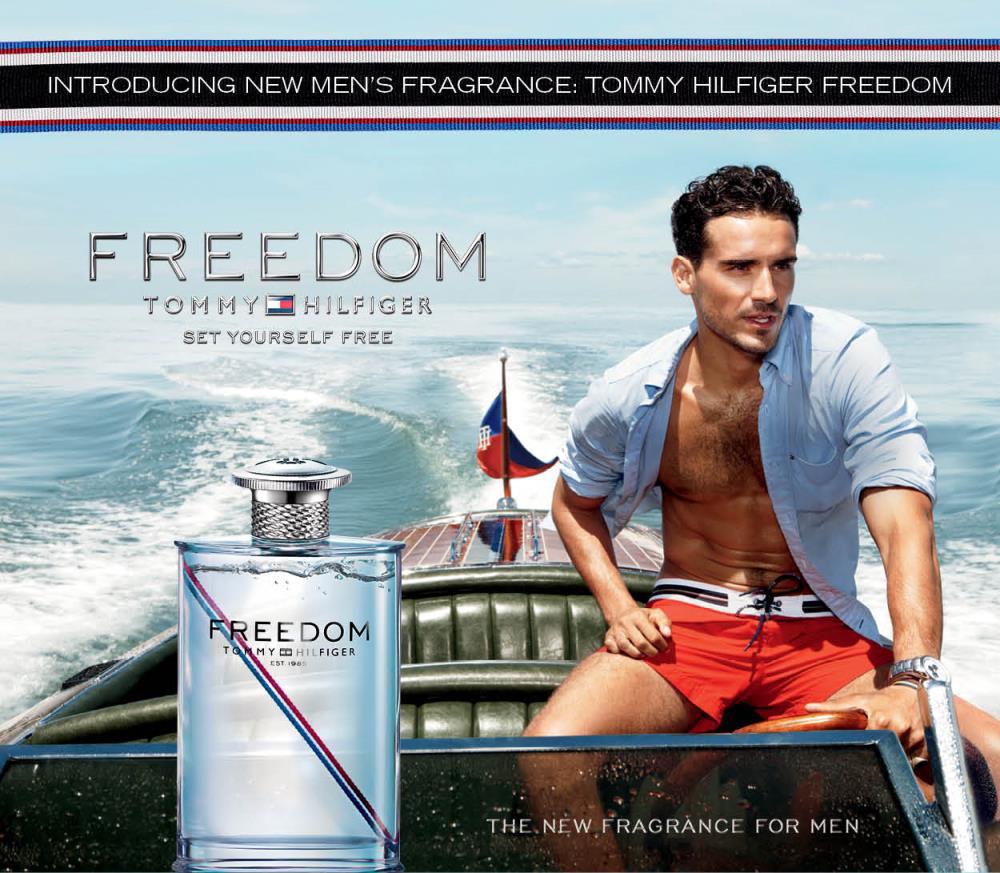 INTRODUCING NEW MEN'S FRAGRANCE: TOMMY HILFIGER FREEDOM
FREEDOM
TOMMY HILFIGER
SET YOURSELF FREE
FREEDOM
TOMMY HILFIGER
EST. 1985
THE NEW FRAGRANCE FOR MEN